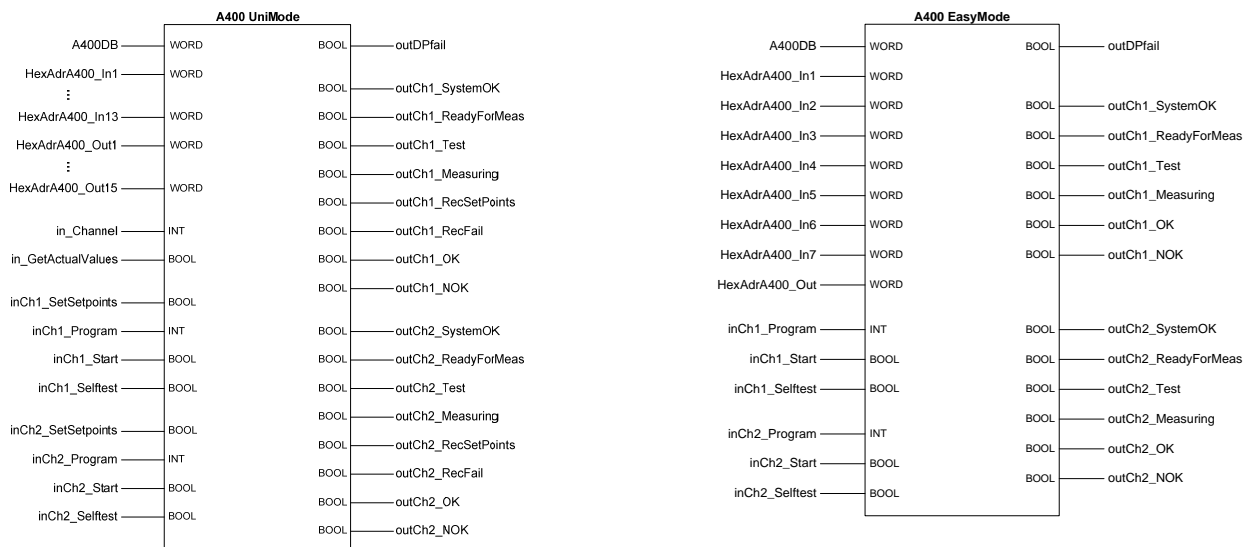 A400 UniMode
A400DB WORD BOOL outDPfail
HexAdrA400_In1 WORD
BOOL outCh1_SystemOK
⋮
HexAdrA400_In13 WORD BOOL outCh1_ReadyForMeas
HexAdrA400_Out1 WORD BOOL outCh1_Test
⋮
BOOL outCh1_Measuring
HexAdrA400_Out15 WORD
BOOL outCh1_RecSetPoints
in_Channel INT BOOL outCh1_RecFail
in_GetActualValues BOOL BOOL outCh1_OK
BOOL outCh1_NOK
inCh1_SetSetpoints BOOL
inCh1_Program INT BOOL outCh2_SystemOK
inCh1_Start BOOL BOOL outCh2_ReadyForMeas
inCh1_Selftest BOOL BOOL outCh2_Test
BOOL outCh2_Measuring
inCh2_SetSetpoints BOOL
BOOL outCh2_RecSetPoints
inCh2_Program INT
BOOL outCh2_RecFail
inCh2_Start BOOL
BOOL outCh2_OK
inCh2_Selftest BOOL
BOOL outCh2_NOK
A400 EasyMode
A400DB WORD BOOL outDPfail
HexAdrA400_In1 WORD
HexAdrA400_In2 WORD BOOL outCh1_SystemOK
HexAdrA400_In3 WORD BOOL outCh1_ReadyForMeas
HexAdrA400_In4 WORD BOOL outCh1_Test
HexAdrA400_In5 WORD BOOL outCh1_Measuring
HexAdrA400_In6 WORD BOOL outCh1_OK
HexAdrA400_In7 WORD BOOL outCh1_NOK
HexAdrA400_Out WORD
inCh1_Program INT BOOL outCh2_SystemOK
inCh1_Start BOOL BOOL outCh2_ReadyForMeas
inCh1_Selftest BOOL BOOL outCh2_Test
BOOL outCh2_Measuring
inCh2_Program INT
BOOL outCh2_OK
inCh2_Start BOOL
BOOL outCh2_NOK
inCh2_Selftest BOOL